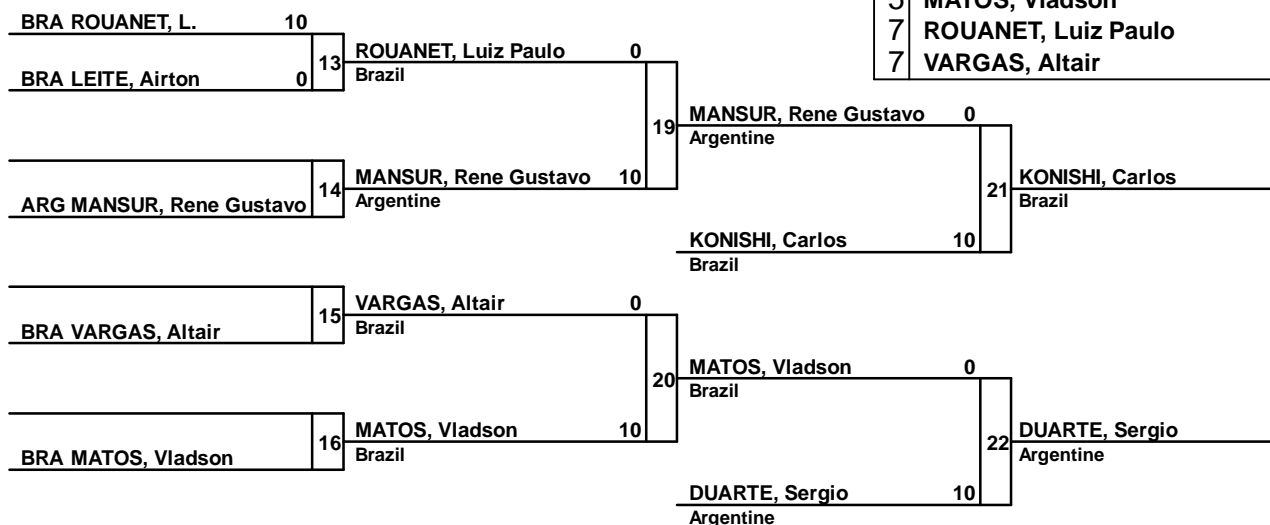 5 MATOS, Vladson
7 ROUANET, Luiz Paulo
7 VARGAS, Altair
BRA ROUANET, L. 10
BRA LEITE, Airton 0
13
ROUANET, Luiz Paulo 0
Brazil
ARG MANSUR, Rene Gustavo
14
MANSUR, Rene Gustavo 10
Argentine
19
MANSUR, Rene Gustavo 0
Argentine
KONISHI, Carlos 10
Brazil
21
KONISHI, Carlos
Brazil
BRA VARGAS, Altair
15
VARGAS, Altair 0
Brazil
BRA MATOS, Vladson
16
MATOS, Vladson 10
Brazil
20
MATOS, Vladson 0
Brazil
DUARTE, Sergio 10
Argentine
22
DUARTE, Sergio
Argentine